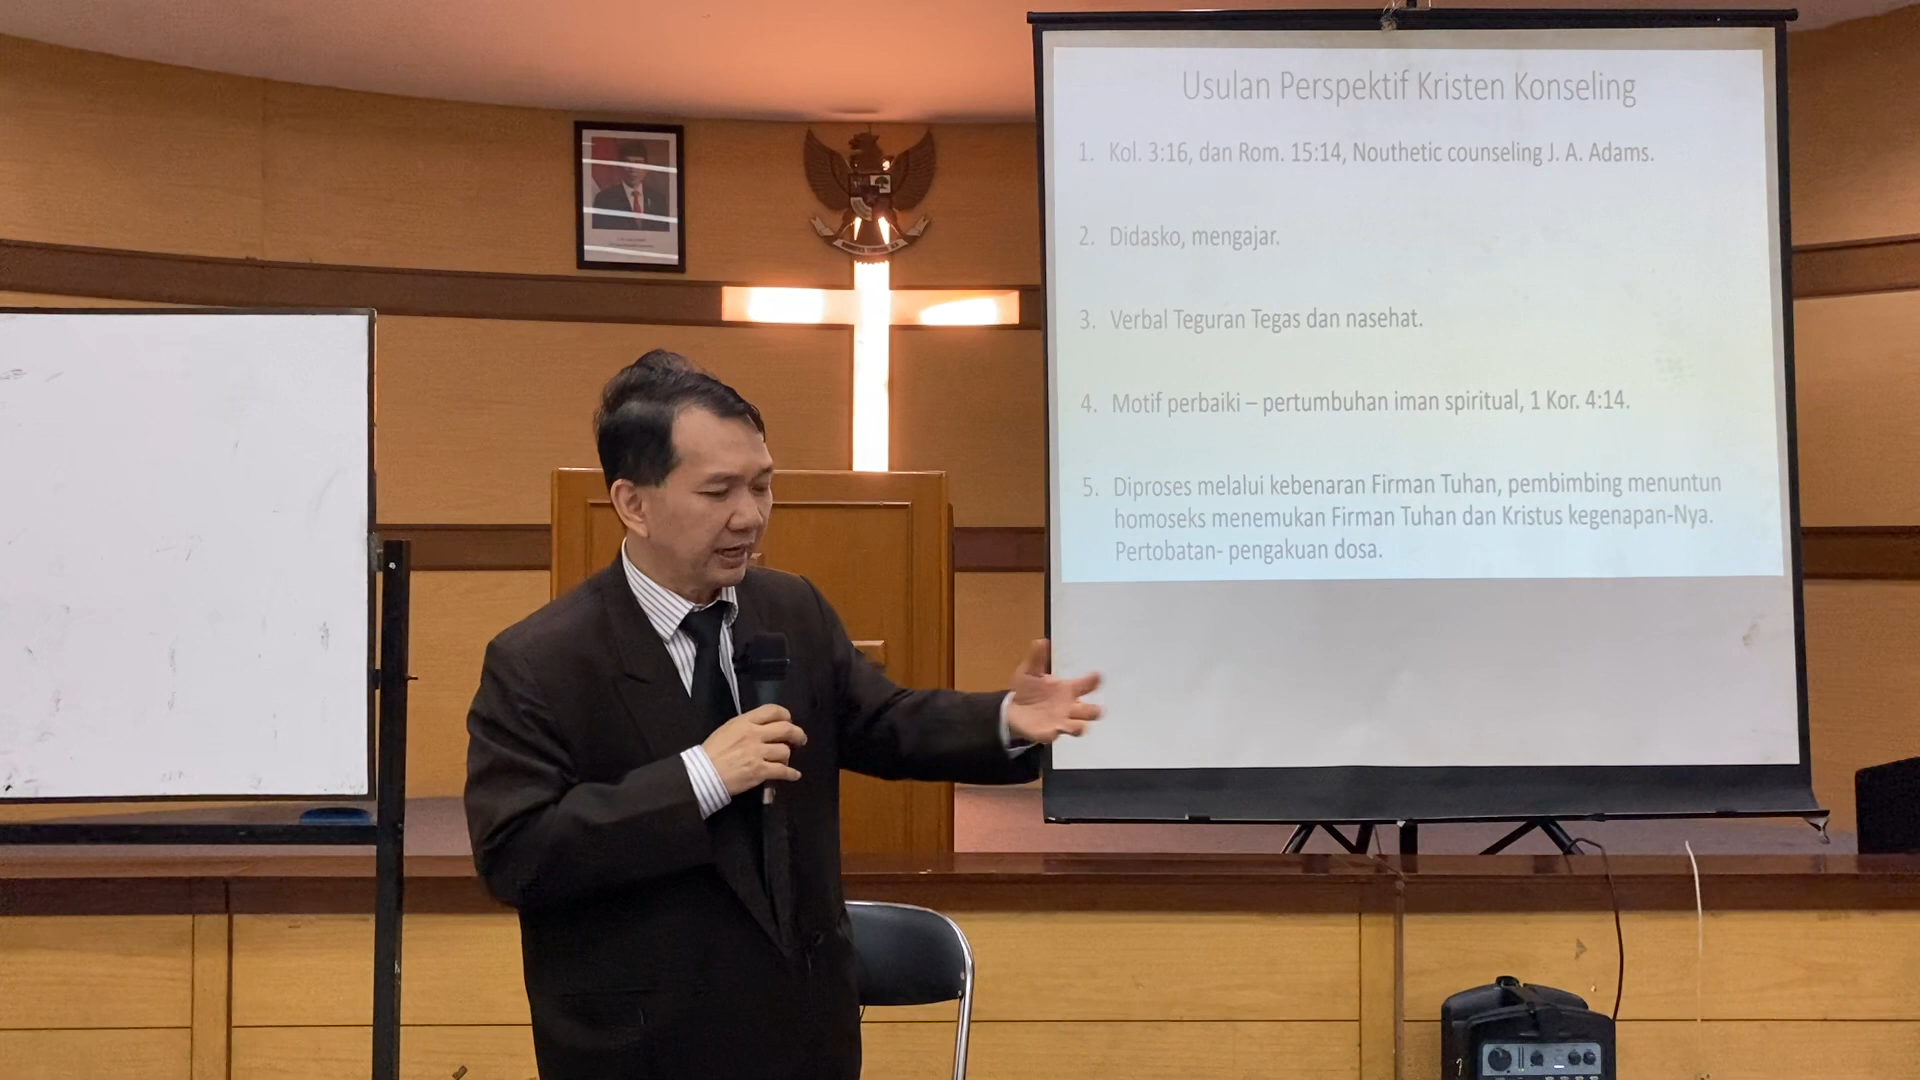 Usulan Perspektif Kristen Konseling
1. Kol. 3:16, dan Rom. 15:14, Nouthetic counseling J. A. Adams.
2. Didasko, mengajar.
3. Verbal Teguran Tegas dan nasehat.
4. Motif perbaiki – pertumbuhan iman spiritual, 1 Kor. 4:14.
5. Diproses melalui kebenaran Firman Tuhan, pembimbing menuntun
homoseks menemukan Firman Tuhan dan Kristus kegenapan-Nya.
Pertobatan- pengakuan dosa.